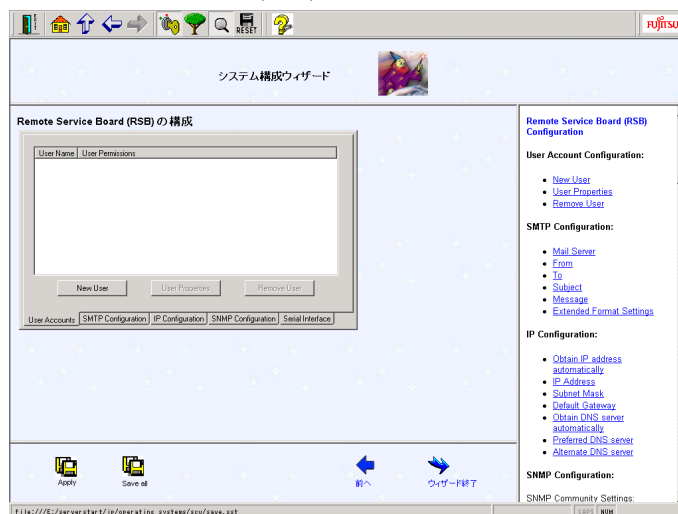 EXIT
RESET
FUJITSU
システム構成ウィザード
Remote Service Board (RSB) の構成
User Name User Permissions
New User User Properties Remove User
User Accounts SMTP Configuration IP Configuration SNMP Configuration Serial Interface
Remote Service Board (RSB)
Configuration
User Account Configuration:
New User
User Properties
Remove User
SMTP Configuration:
Mail Server
From
To
Subject
Message
Extended Format Settings
IP Configuration:
Obtain IP address
automatically
IP Address
Subnet Mask
Default Gateway
Obtain DNS server
automatically
Preferred DNS server
Alternate DNS server
SNMP Configuration:
SNMP Community Settings:
Apply Save all 前へ ウィザード終了
file:///E:/serverstart/jp/operating_systems/scu/save.sst CAPS NUM